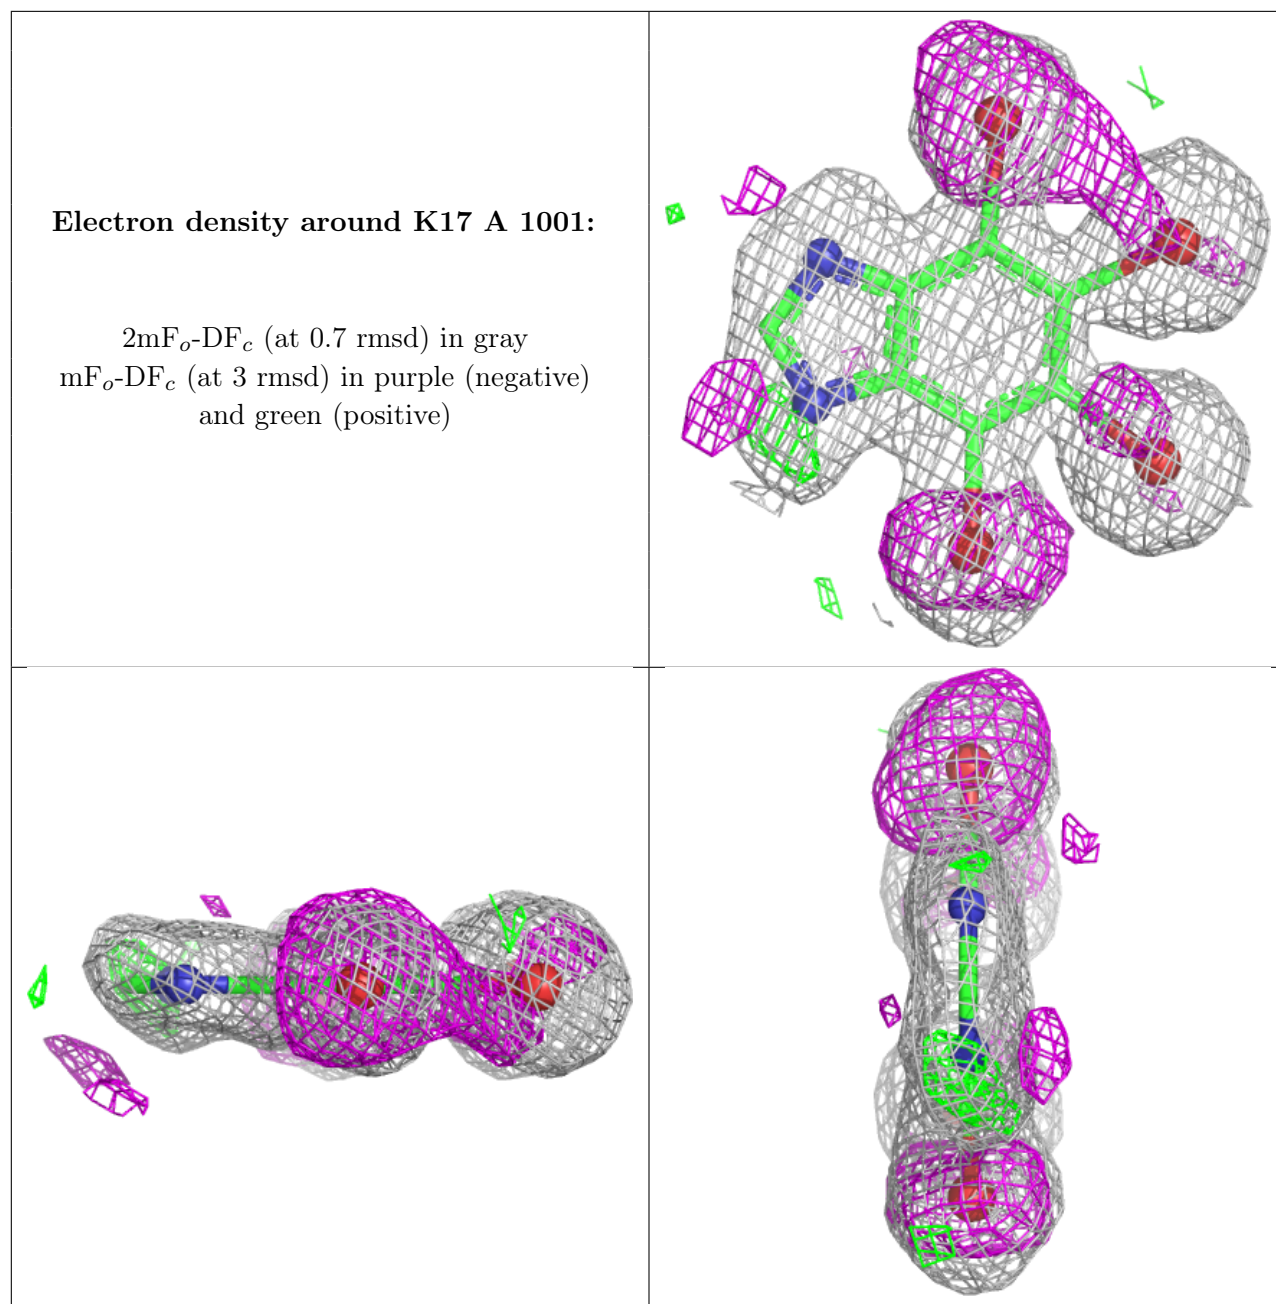 Electron density around K17 A 1001:
2mFo-DFc (at 0.7 rmsd) in gray
mFo-DFc (at 3 rmsd) in purple (negative)
and green (positive)